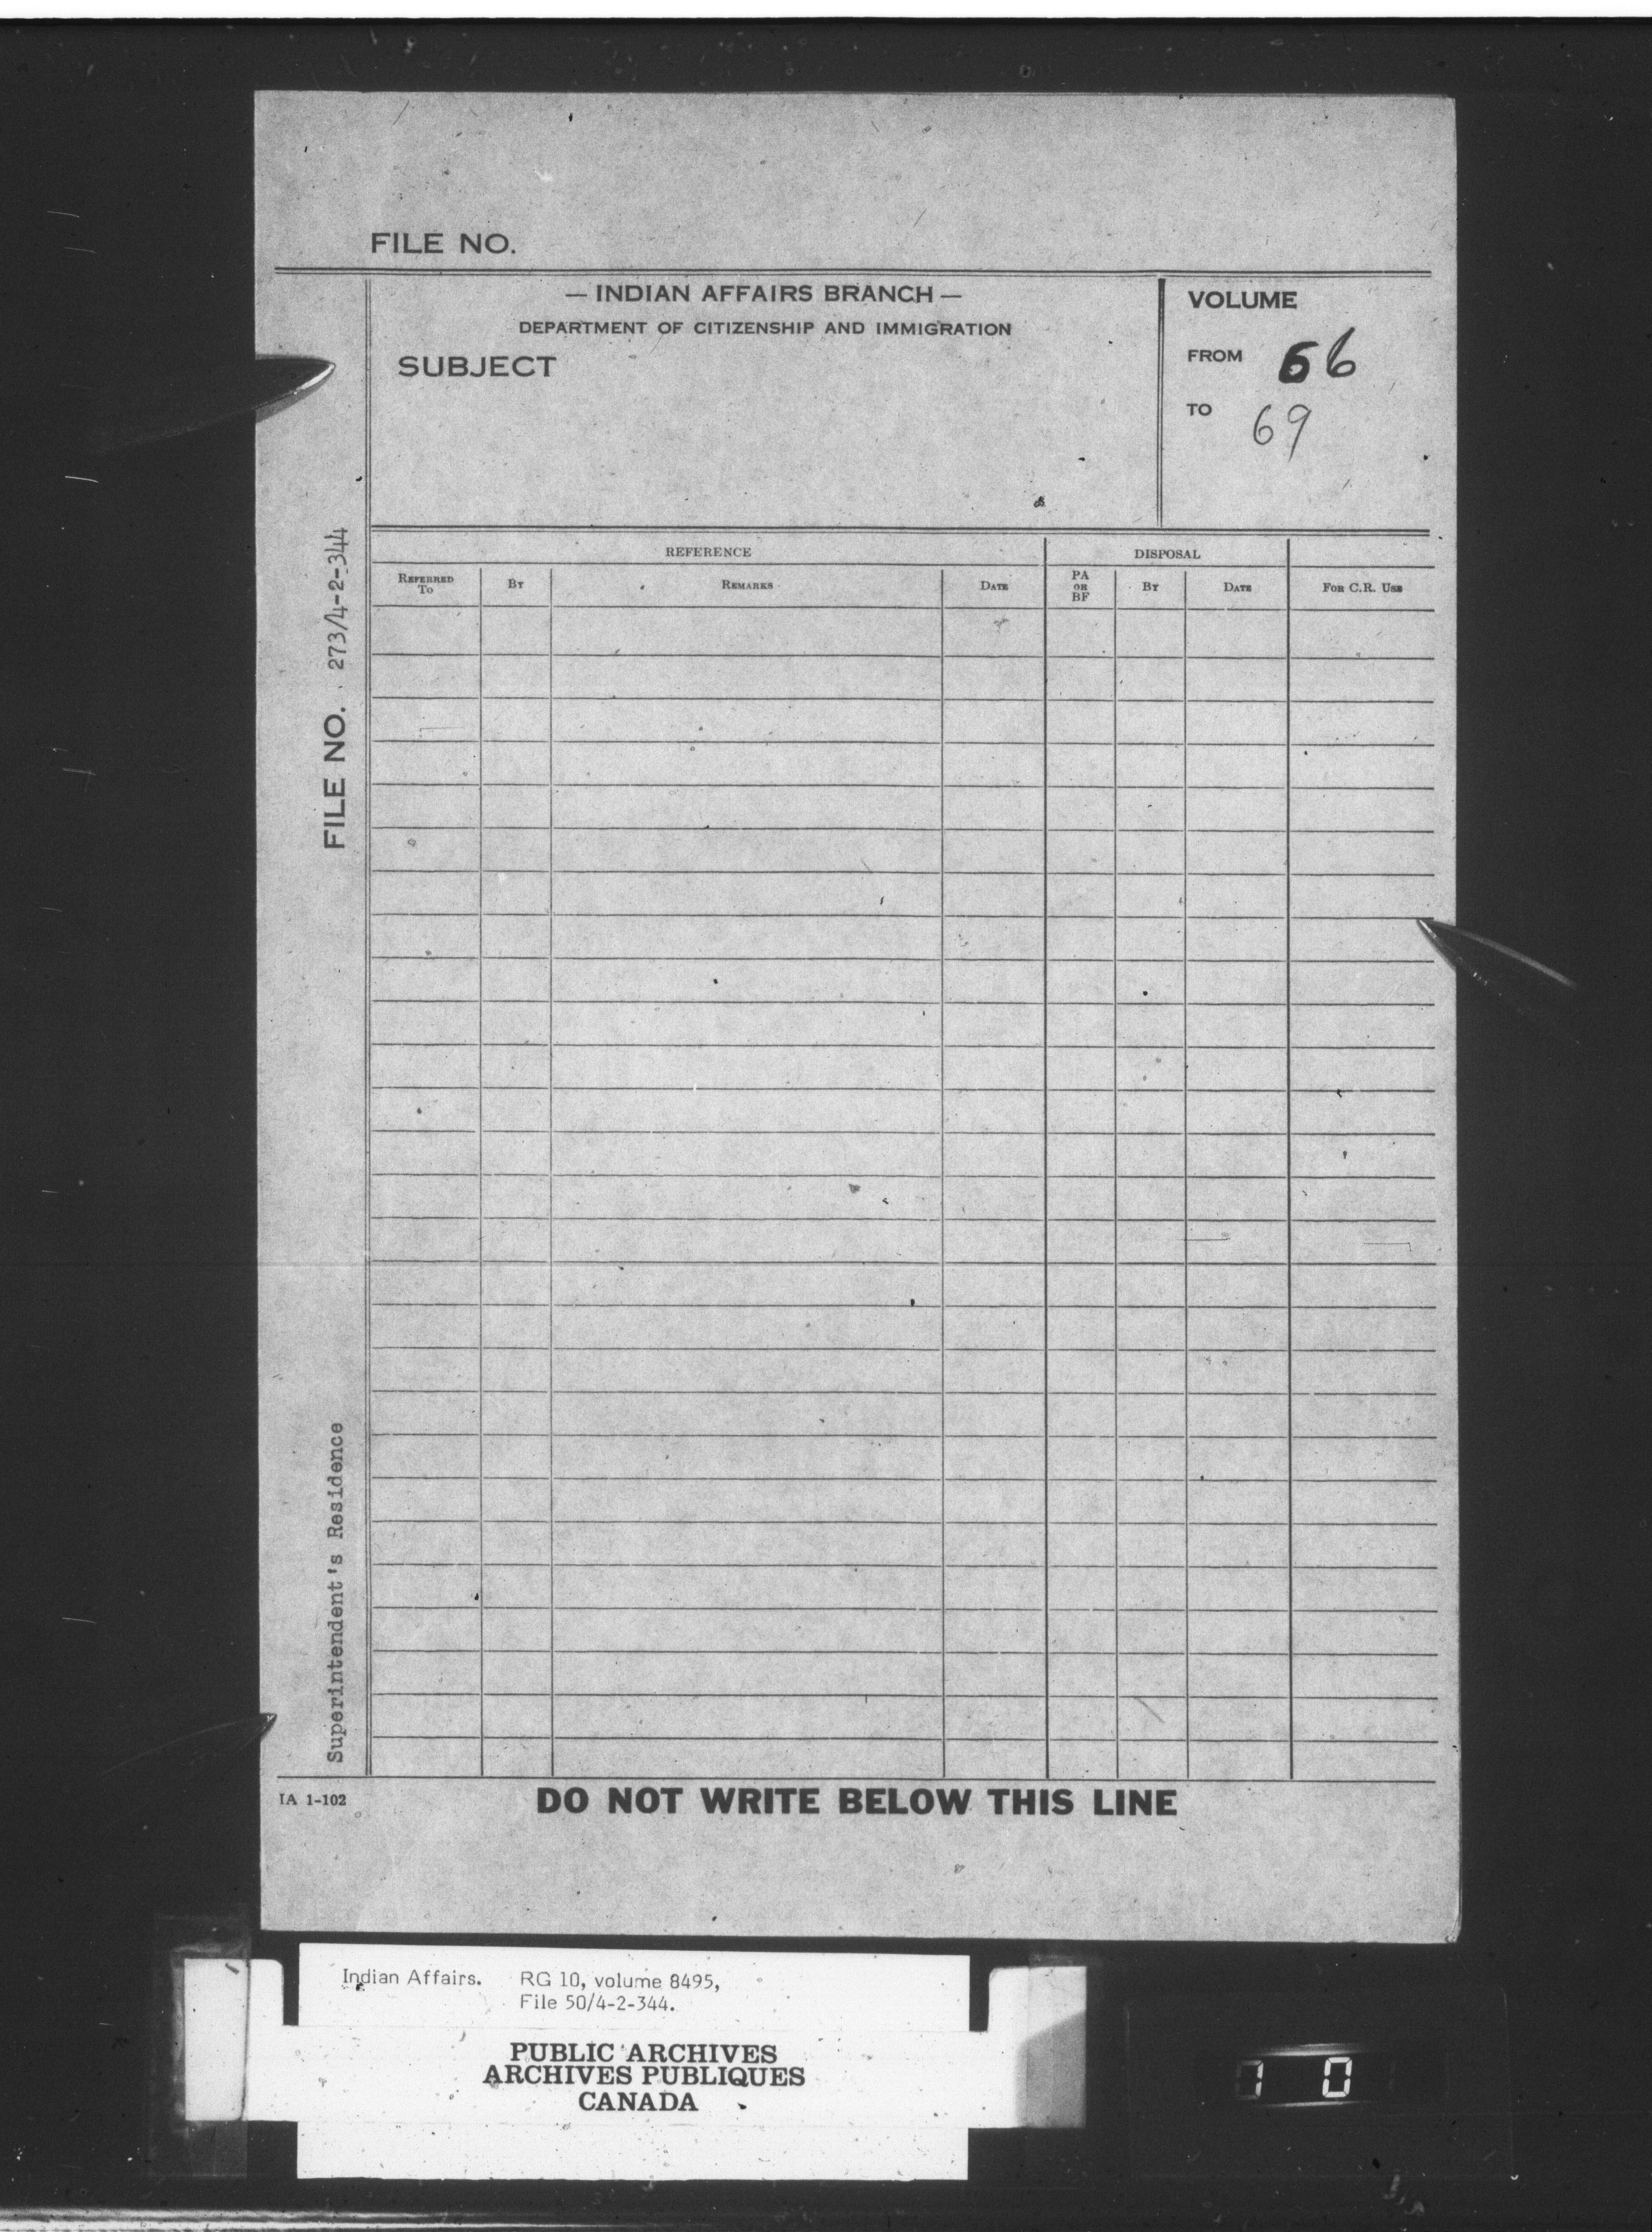 FILE NO.
— INDIAN AFFAIRS BRANCH —
DEPARTMENT OF CITIZENSHIP AND IMMIGRATION
SUBJECT
VOLUME
FROM 66
TO 69
FILE NO. 273/4-2-344
Superintendent's Residence
REFERENCE
DISPOSAL
REFERRED TO
BY
REMARKS
DATE
PA OR BF
BY
DATE
FOR C.R. USE
IA 1-102
DO NOT WRITE BELOW THIS LINE
Indian Affairs. RG 10, volume 8495,
File 50/4-2-344.
PUBLIC ARCHIVES
ARCHIVES PUBLIQUES
CANADA
1 0